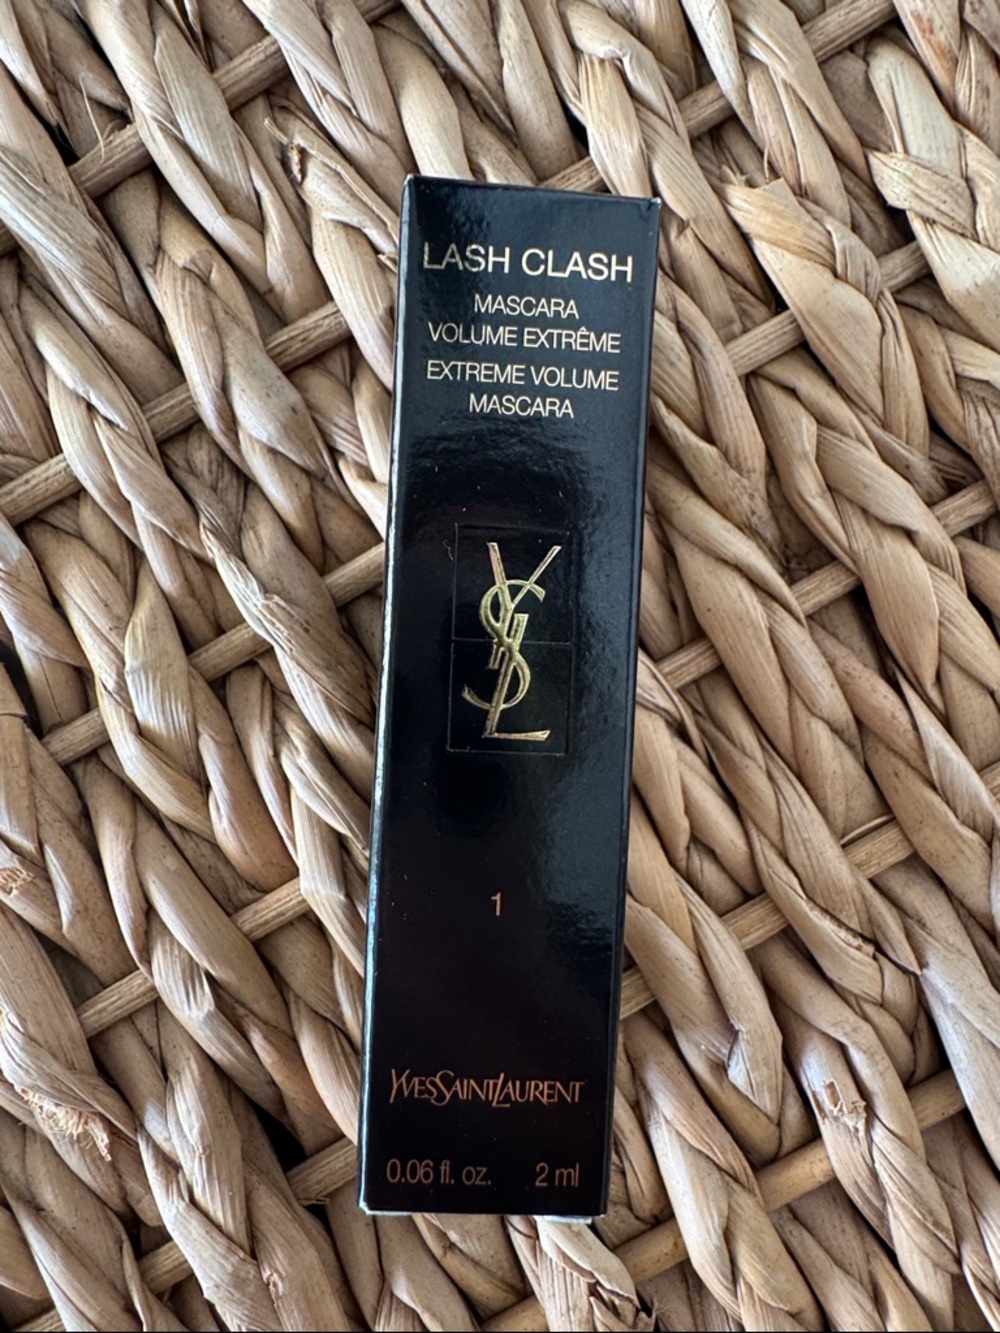 LASH CLASH
MASCARA
VOLUME EXTRÊME
EXTREME VOLUME
MASCARA
YSL
1
YVESSAINTLAURENT
0.06 fl. oz. 2 ml